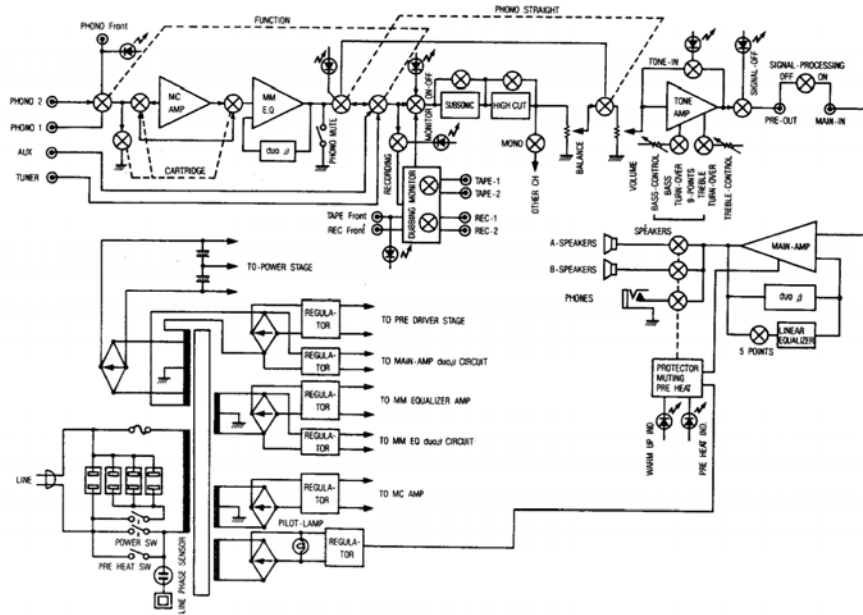 PHONO Front
FUNCTION
PHONO STRAIGHT
PHONO 2
PHONO 1
AUX
TUNER
MC
AMP
MM
E.Q
duo β
CARTRIDGE
PHONO MUTE
RECORDING
MONITOR
ON-OFF
SUBSONIC
HIGH CUT
MONO
OTHER CH
BALANCE
VOLUME
TONE-IN
TONE
AMP
SIGNAL-OFF
SIGNAL-PROCESSING
OFF
ON
PRE-OUT
MAIN-IN
BASS-CONTROL
BASS
TURN-OVER
9-POINTS
TREBLE
TURN-OVER
TREBLE-CONTROL
DUBBING MONITOR
TAPE-1
TAPE-2
REC-1
REC-2
TAPE Front
REC Front
SPEAKERS
A-SPEAKERS
B-SPEAKERS
PHONES
MAIN-AMP
duo β
LINEAR
EQUALIZER
5 POINTS
PROTECTOR
MUTING
PRE HEAT
WARM UP IND
PRE HEAT IND.
TO-POWER STAGE
REGULA-
TOR
TO PRE DRIVER STAGE
REGULA-
TOR
TO MAIN-AMP duoβ CIRCUIT
REGULA-
TOR
TO MM EQUALIZER AMP
REGULA-
TOR
TO MM EQ duoβ CIRCUIT
REGULA-
TOR
TO MC AMP
PILOT-LAMP
REGULA-
TOR
LINE
POWER SW
PRE HEAT SW
LINE PHASE SENSOR